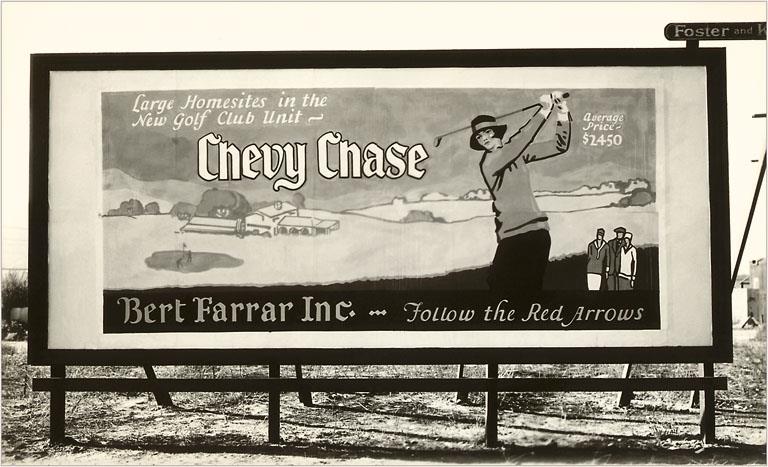 Foster and
Large Homesites in the
New Golf Club Unit ~
Chevy Chase
Average
Price-
$2450
Bert Farrar Inc. --- Follow the Red Arrows